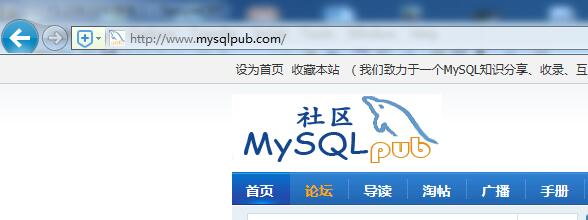 http://www.mysqlpub.com/
设为首页 收藏本站 （ 我们致力于一个MySQL知识分享、收录、互
社区
MySQL pub
首页 论坛 导读 淘帖 广播 手册